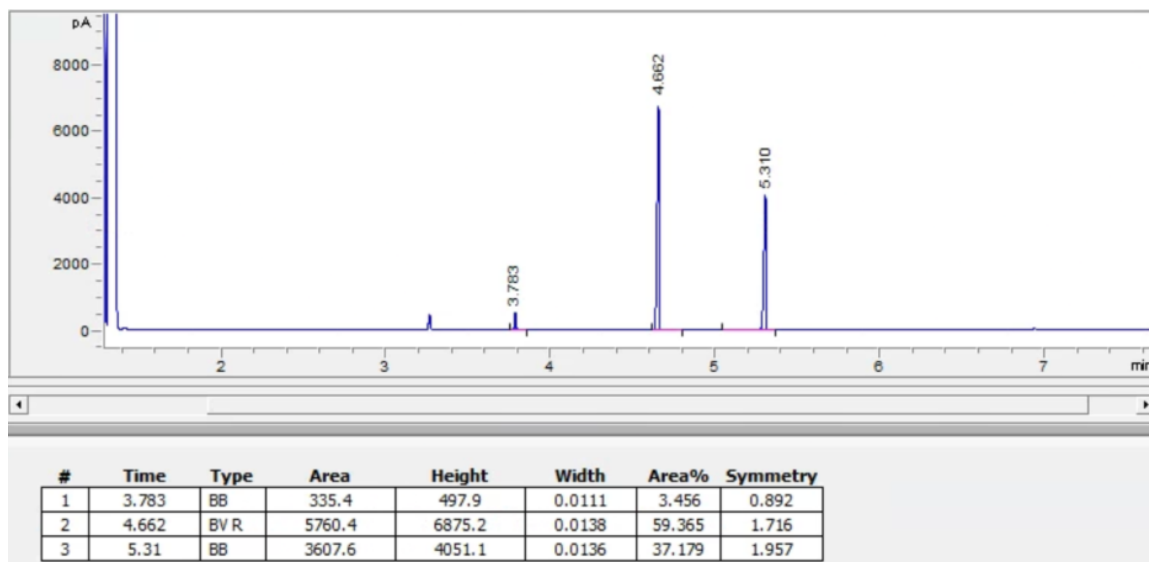 pA
8000
6000
4000
2000
0
3.783
4.662
5.310
2 3 4 5 6 7 min
# Time Type Area Height Width Area% Symmetry
1 3.783 BB 335.4 497.9 0.0111 3.456 0.892
2 4.662 BV R 5760.4 6875.2 0.0138 59.365 1.716
3 5.31 BB 3607.6 4051.1 0.0136 37.179 1.957